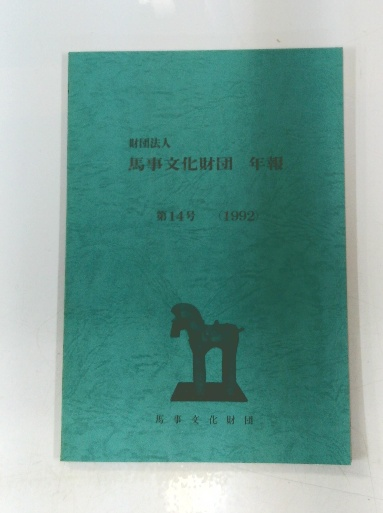 財団法人
馬事文化財団 年報
第14号 (1992)
馬事文化財団